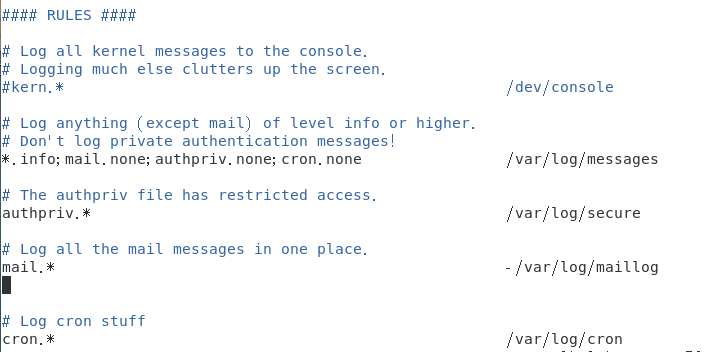 #### RULES ####
# Log all kernel messages to the console.
# Logging much else clutters up the screen.
#kern.* /dev/console
# Log anything (except mail) of level info or higher.
# Don't log private authentication messages!
*.info;mail.none;authpriv.none;cron.none /var/log/messages
# The authpriv file has restricted access.
authpriv.* /var/log/secure
# Log all the mail messages in one place.
mail.* -/var/log/maillog
# Log cron stuff
cron.* /var/log/cron